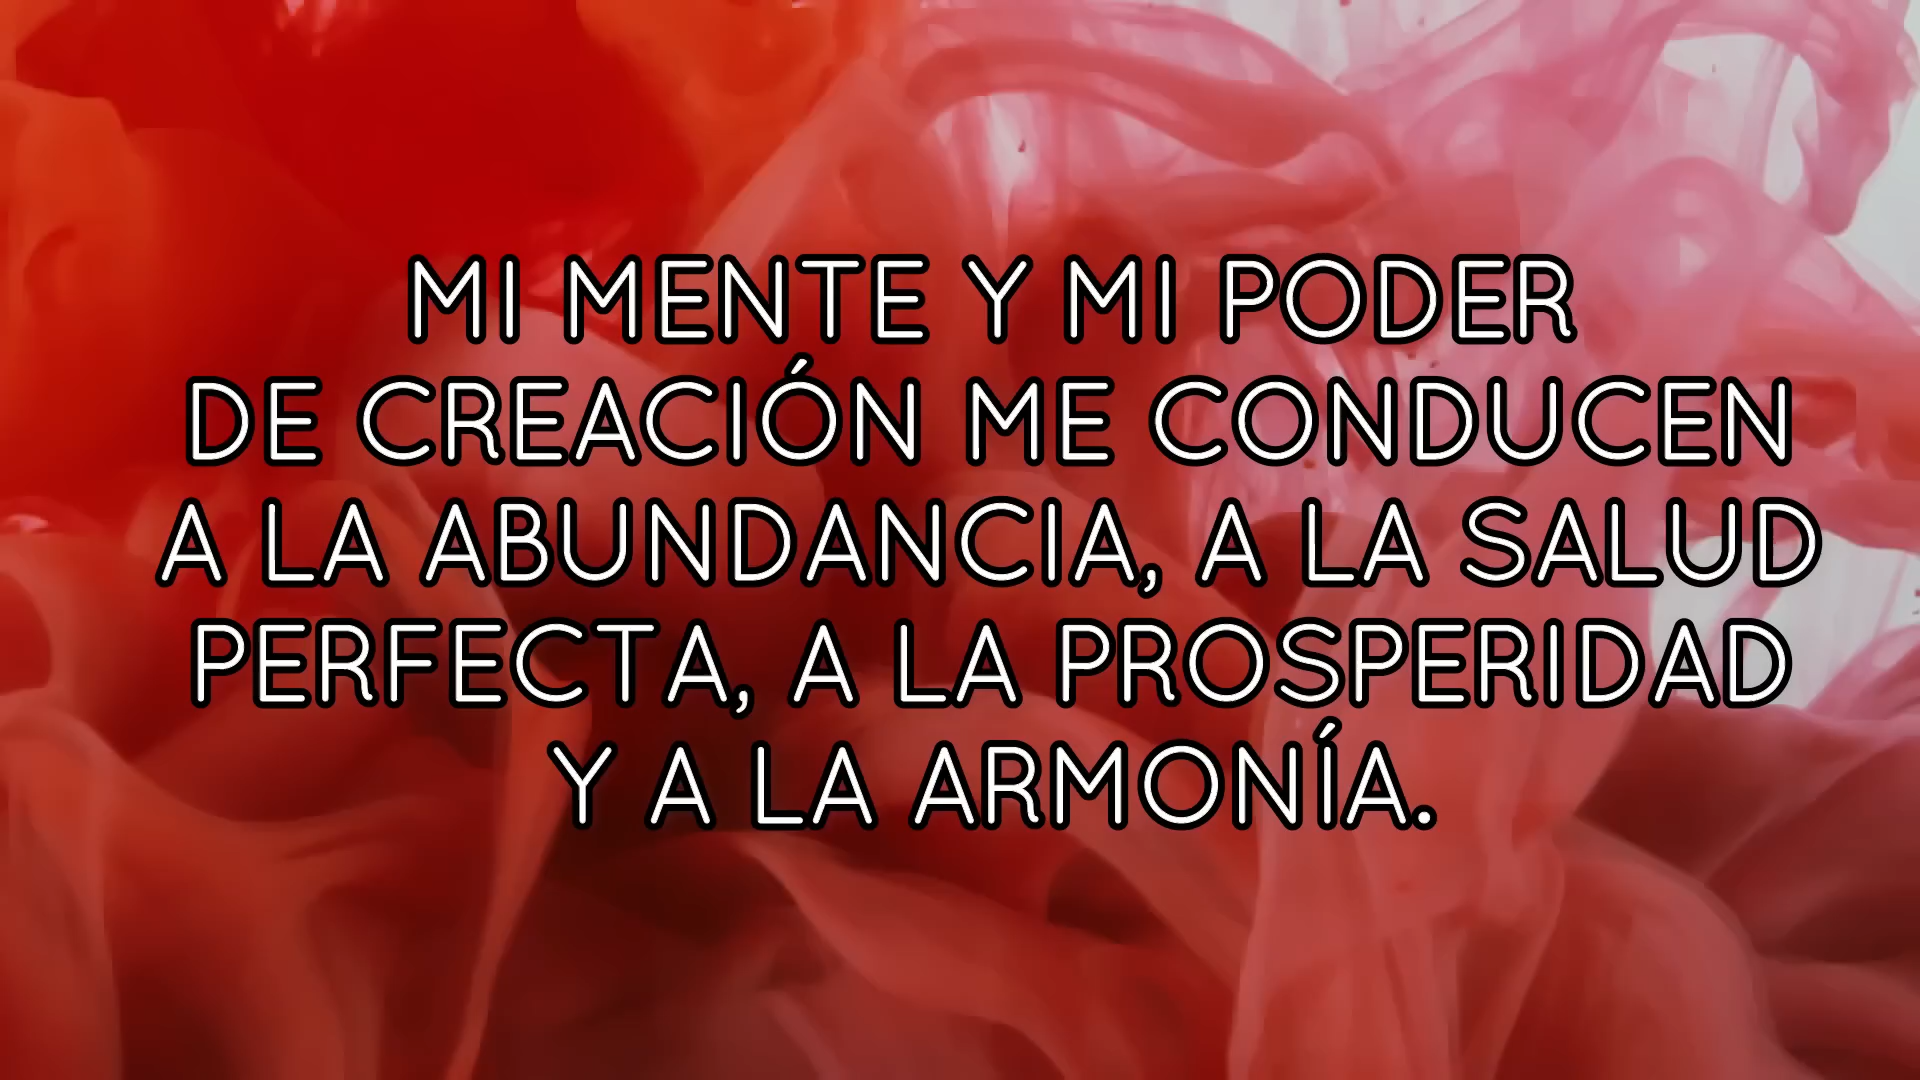 MI MENTE Y MI PODER
DE CREACIÓN ME CONDUCEN
A LA ABUNDANCIA, A LA SALUD
PERFECTA, A LA PROSPERIDAD
Y A LA ARMONÍA.